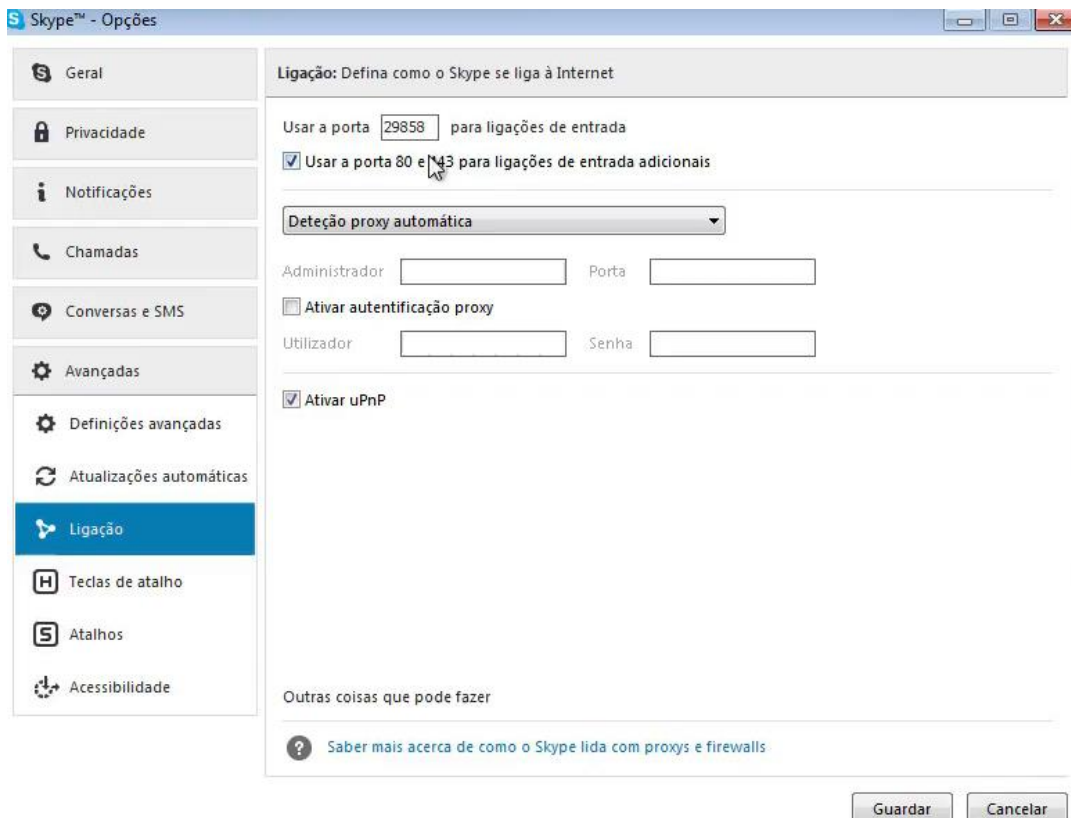 Skype™ - Opções
Geral
Privacidade
Notificações
Chamadas
Conversas e SMS
Avançadas
Definições avançadas
Atualizações automáticas
Ligação
Teclas de atalho
Atalhos
Acessibilidade
Ligação: Defina como o Skype se liga à Internet
Usar a porta 29858 para ligações de entrada
Usar a porta 80 e 443 para ligações de entrada adicionais
Deteção proxy automática
Administrador Porta
Ativar autentificação proxy
Utilizador Senha
Ativar uPnP
Outras coisas que pode fazer
Saber mais acerca de como o Skype lida com proxys e firewalls
Guardar Cancelar